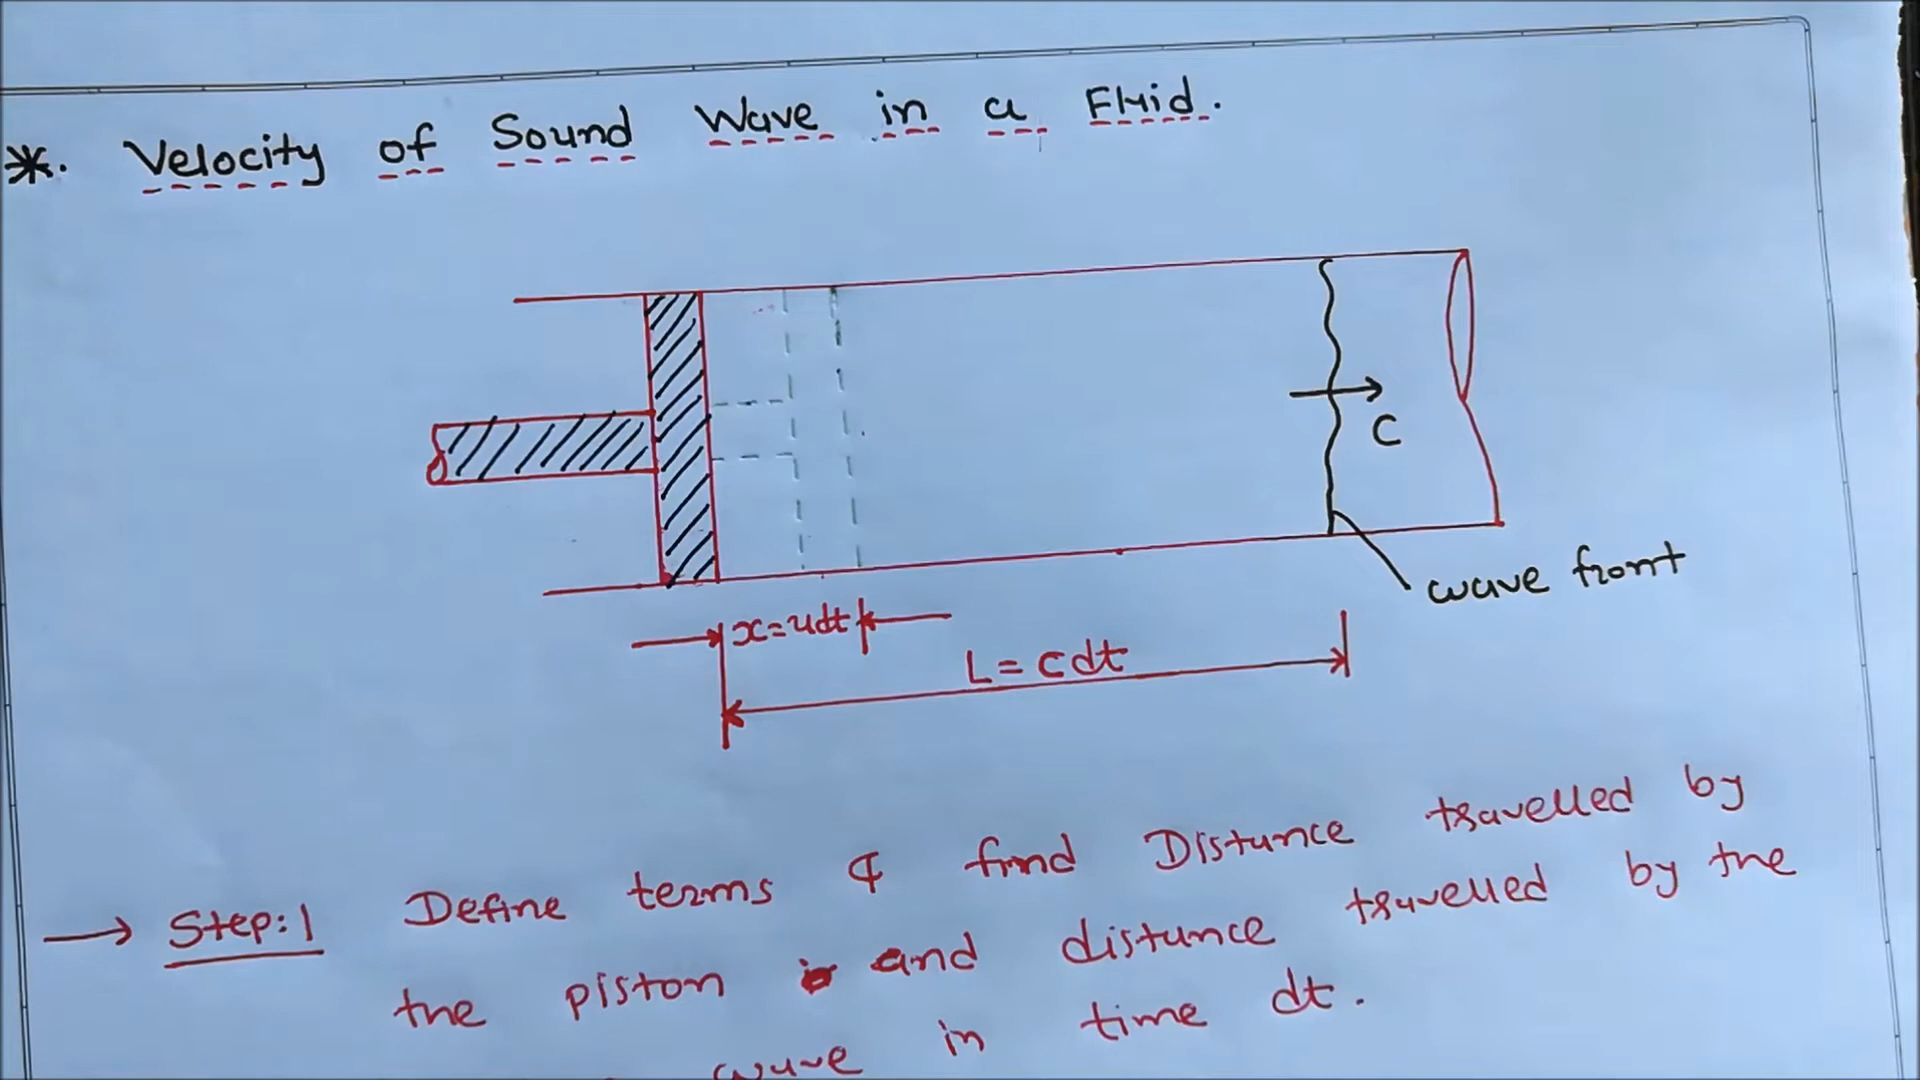 *. Velocity of Sound Wave in a Fluid.
C
wave front
x=udt
L=cdt
→ Step:1 Define terms & find Distance travelled by
the piston and distance travelled by the
wave in time dt.